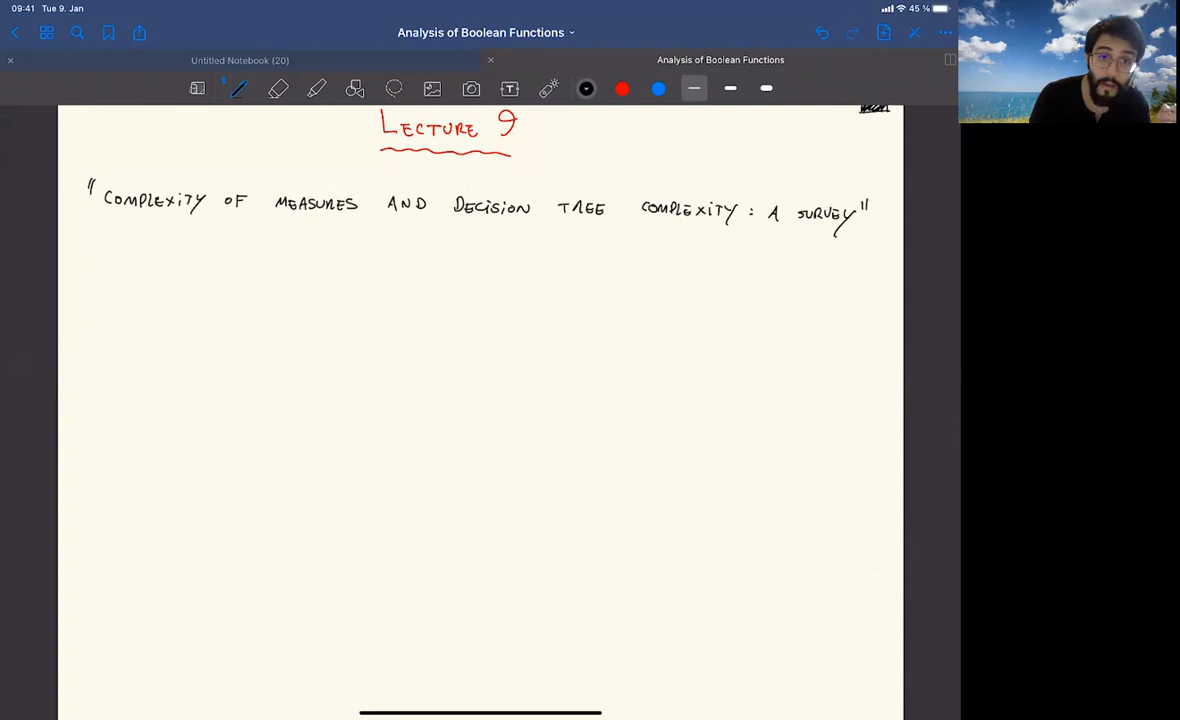 09:41 Tue 9. Jan
45 %
Analysis of Boolean Functions
Untitled Notebook (20)
Analysis of Boolean Functions
LECTURE 9
"COMPLEXITY OF MEASURES AND DECISION TREE COMPLEXITY: A SURVEY"